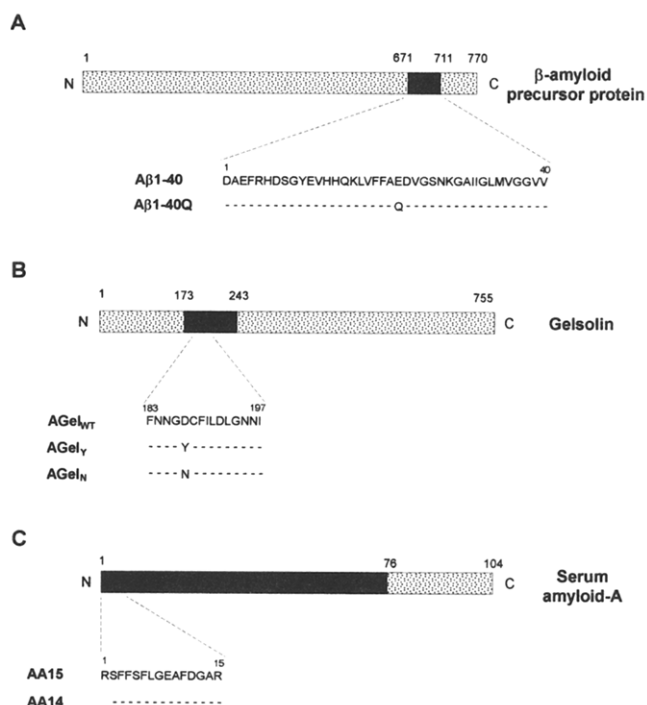 A
1 671 711 770
N C β-amyloid
precursor protein
1 40
Aβ1-40 DAEFRHDSGYEVHHQKLVFFAEDVGSNKGAIIGLMVGGVV
Aβ1-40Q Q
B
1 173 243 755
N C Gelsolin
183 197
AGelWT FNNGDCFILDLGNNI
AGelY Y
AGelN N
C
1 76 104
N C Serum
amyloid-A
1 15
AA15 RSFFSFLGEAFDGAR
AA14